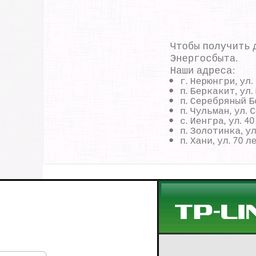 Чтобы получить
Энергосбыта.
Наши адреса:
г. Нерюнгри, ул.
п. Беркакит, ул.
п. Серебряный
п. Чульман, ул.
с. Иенгра, ул. 40
п. Золотинка, ул
п. Хани, ул. 70
TP-LIN